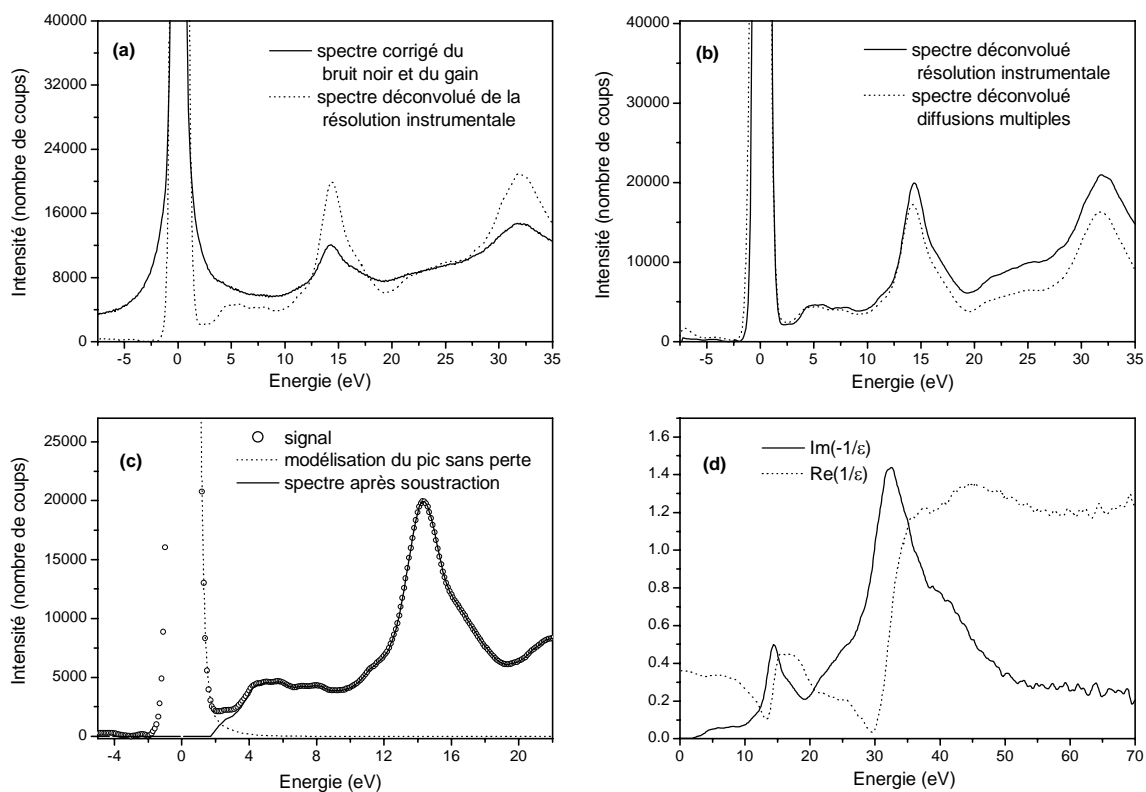 (a)
spectre corrigé du
bruit noir et du gain
spectre déconvolué de la
résolution instrumentale
Intensité (nombre de coups)
40000
32000
24000
16000
8000
0
-5 0 5 10 15 20 25 30 35
Energie (eV)
(b)
spectre déconvolué
résolution instrumentale
spectre déconvolué
diffusions multiples
Intensité (nombre de coups)
40000
30000
20000
10000
0
-5 0 5 10 15 20 25 30 35
Energie (eV)
(c)
signal
modélisation du pic sans perte
spectre après soustraction
Intensité (nombre de coups)
25000
20000
15000
10000
5000
0
-4 0 4 8 12 16 20
Energie (eV)
(d)
Im(-1/ε)
Re(1/ε)
1.6
1.4
1.2
1.0
0.8
0.6
0.4
0.2
0.0
0 10 20 30 40 50 60 70
Energie (eV)